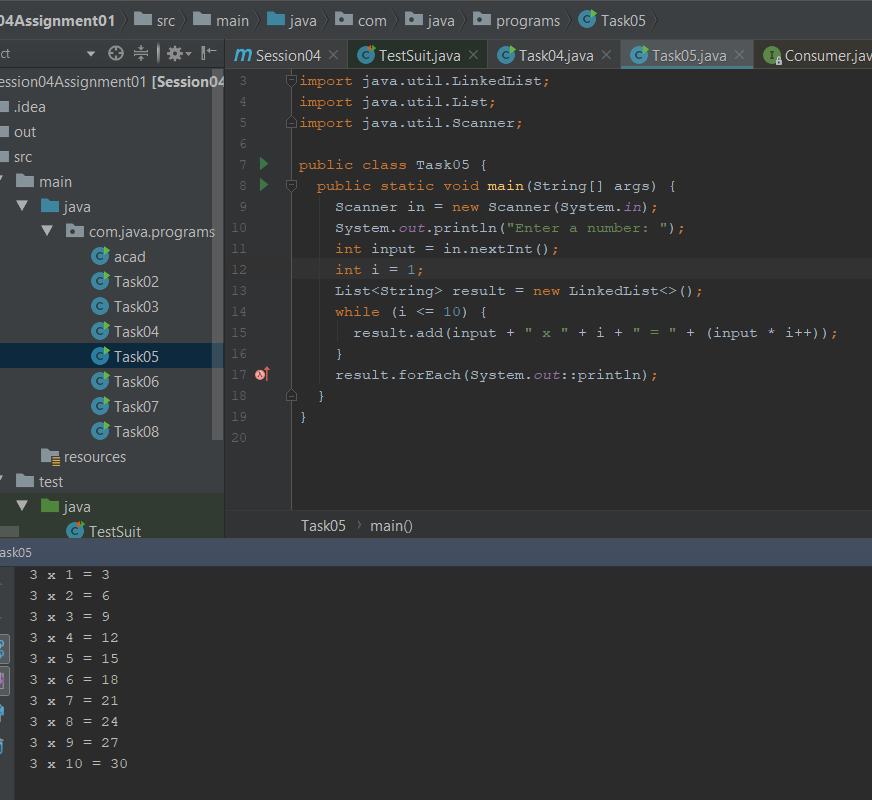 04Assignment01 src main java com java programs Task05
ct
Session04 TestSuit.java Task04.java Task05.java Consumer.jav
ession04Assignment01 [Session04
.idea
out
src
main
java
com.java.programs
acad
Task02
Task03
Task04
Task05
Task06
Task07
Task08
resources
test
java
TestSuit
3 import java.util.LinkedList;
4 import java.util.List;
5 import java.util.Scanner;
6
7 public class Task05 {
8 public static void main(String[] args) {
9 Scanner in = new Scanner(System.in);
10 System.out.println("Enter a number: ");
11 int input = in.nextInt();
12 int i = 1;
13 List<String> result = new LinkedList<>();
14 while (i <= 10) {
15 result.add(input + " x " + i + " = " + (input * i++));
16 }
17 result.forEach(System.out::println);
18 }
19 }
20
Task05 main()
ask05
3 x 1 = 3
3 x 2 = 6
3 x 3 = 9
3 x 4 = 12
3 x 5 = 15
3 x 6 = 18
3 x 7 = 21
3 x 8 = 24
3 x 9 = 27
3 x 10 = 30